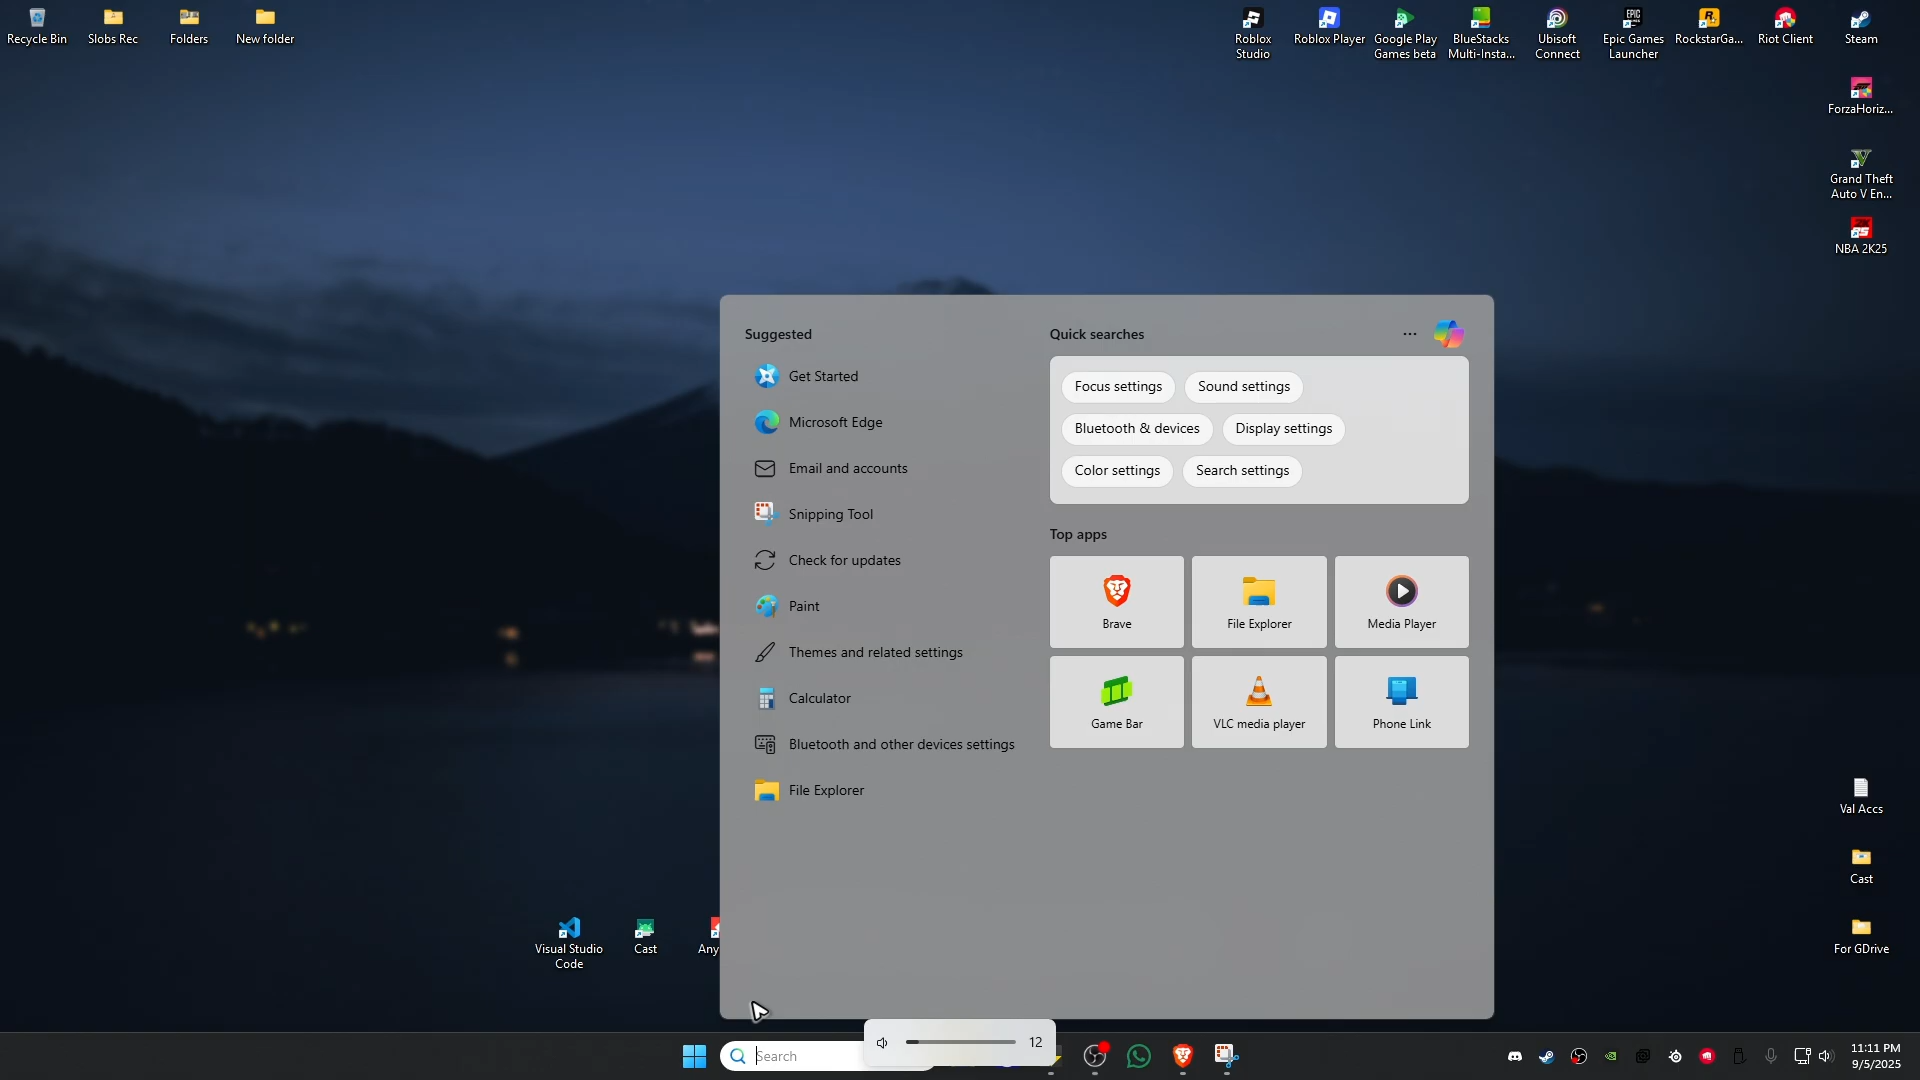 Recycle Bin
Slobs Rec
Folders
New folder
Roblox
Studio
Roblox Player
Google Play
Games beta
BlueStacks
Multi-Insta...
Ubisoft
Connect
Epic Games
Launcher
RockstarGa...
Riot Client
Steam
ForzaHoriz...
Grand Theft
Auto V En...
NBA 2K25
Suggested
Get Started
Microsoft Edge
Email and accounts
Snipping Tool
Check for updates
Paint
Themes and related settings
Calculator
Bluetooth and other devices settings
File Explorer
Quick searches
Focus settings
Sound settings
Bluetooth & devices
Display settings
Color settings
Search settings
Top apps
Brave
File Explorer
Media Player
Game Bar
VLC media player
Phone Link
Val Accs
Cast
For GDrive
Visual Studio
Code
Cast
Any
Search
12
11:11 PM
9/5/2025